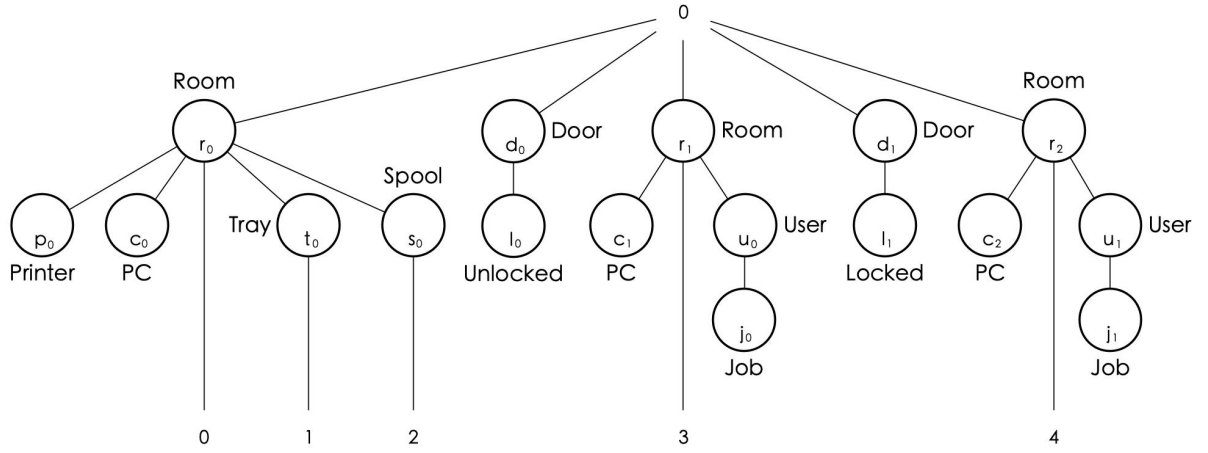 0
Room
Room
r₀
d₀
Door
r₁
Room
d₁
Door
r₂
Spool
p₀
c₀
Tray
t₀
s₀
l₀
c₁
u₀
User
l₁
c₂
u₁
User
Printer
PC
Unlocked
PC
Locked
PC
j₀
j₁
Job
Job
0
1
2
3
4